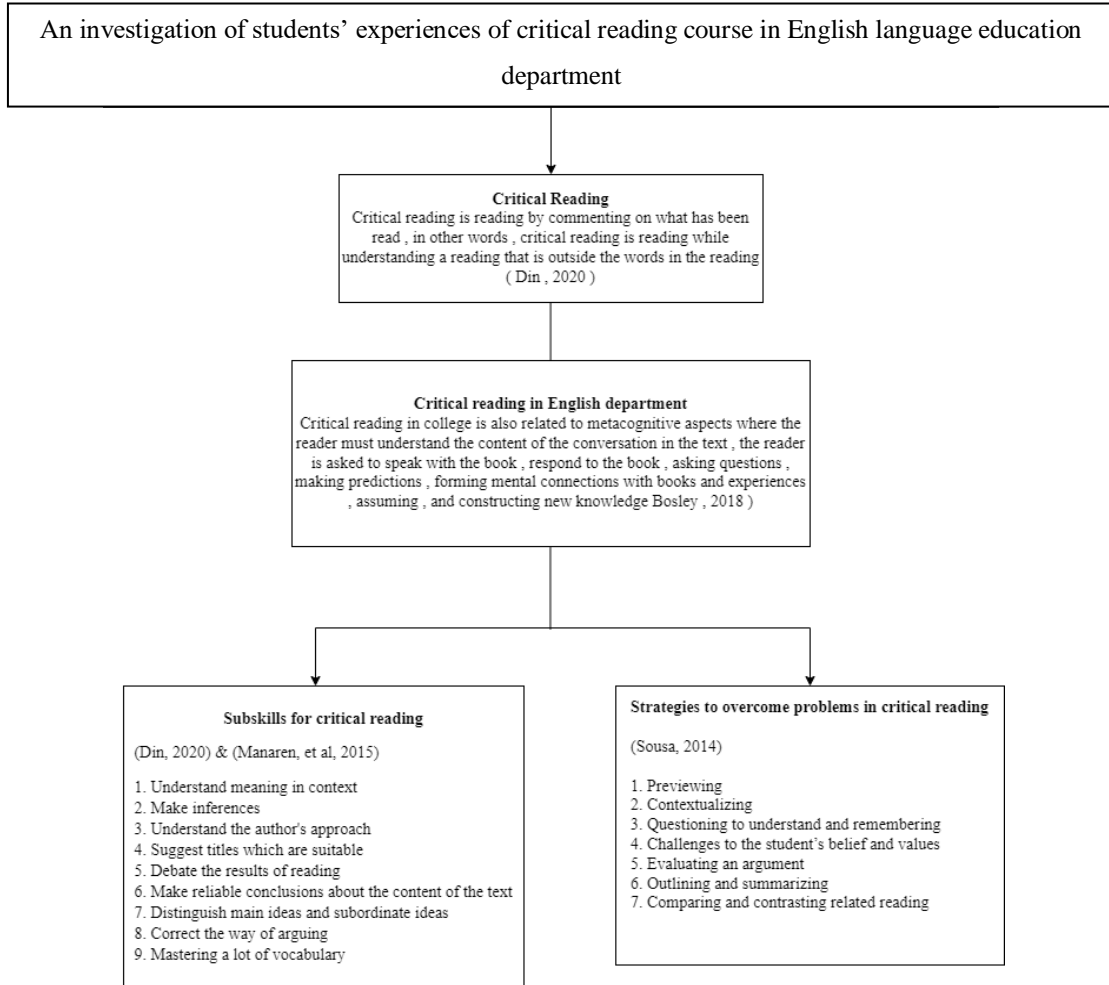 An investigation of students’ experiences of critical reading course in English language education
department
Critical Reading
Critical reading is reading by commenting on what has been
read , in other words , critical reading is reading while
understanding a reading that is outside the words in the reading
( Din , 2020 )
Critical reading in English department
Critical reading in college is also related to metacognitive aspects where the
reader must understand the content of the conversation in the text , the reader
is asked to speak with the book , respond to the book , asking questions ,
making predictions , forming mental connections with books and experiences
, assuming , and constructing new knowledge Bosley , 2018 )
Subskills for critical reading
(Din, 2020) & (Manaren, et al, 2015)
1. Understand meaning in context
2. Make inferences
3. Understand the author's approach
4. Suggest titles which are suitable
5. Debate the results of reading
6. Make reliable conclusions about the content of the text
7. Distinguish main ideas and subordinate ideas
8. Correct the way of arguing
9. Mastering a lot of vocabulary
Strategies to overcome problems in critical reading
(Sousa, 2014)
1. Previewing
2. Contextualizing
3. Questioning to understand and remembering
4. Challenges to the student’s belief and values
5. Evaluating an argument
6. Outlining and summarizing
7. Comparing and contrasting related reading